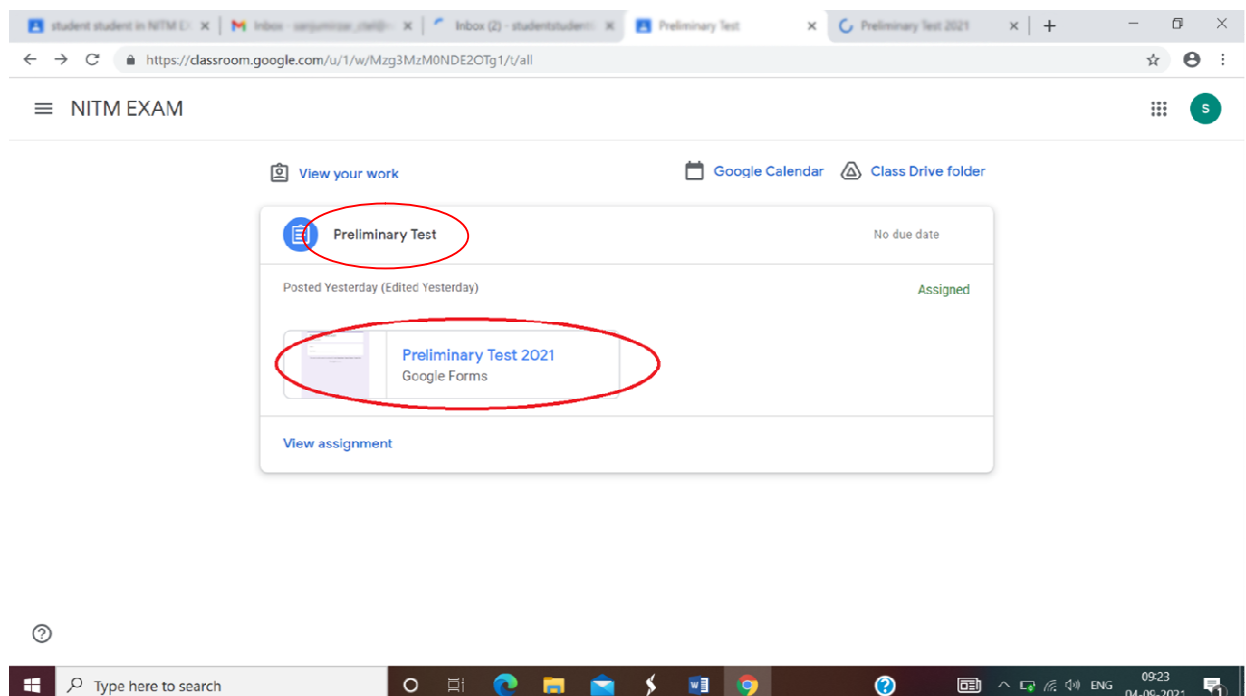 student student in NITM E
Inbox -
Inbox (2) - studentstudent
Preliminary Test
Preliminary Test 2021
https://classroom.google.com/u/1/w/Mzg3MzM0NDE2OTg1/t/all
NITM EXAM
S
View your work
Google Calendar
Class Drive folder
Preliminary Test
No due date
Posted Yesterday (Edited Yesterday)
Assigned
Preliminary Test 2021
Google Forms
View assignment
Type here to search
ENG
09:23
1